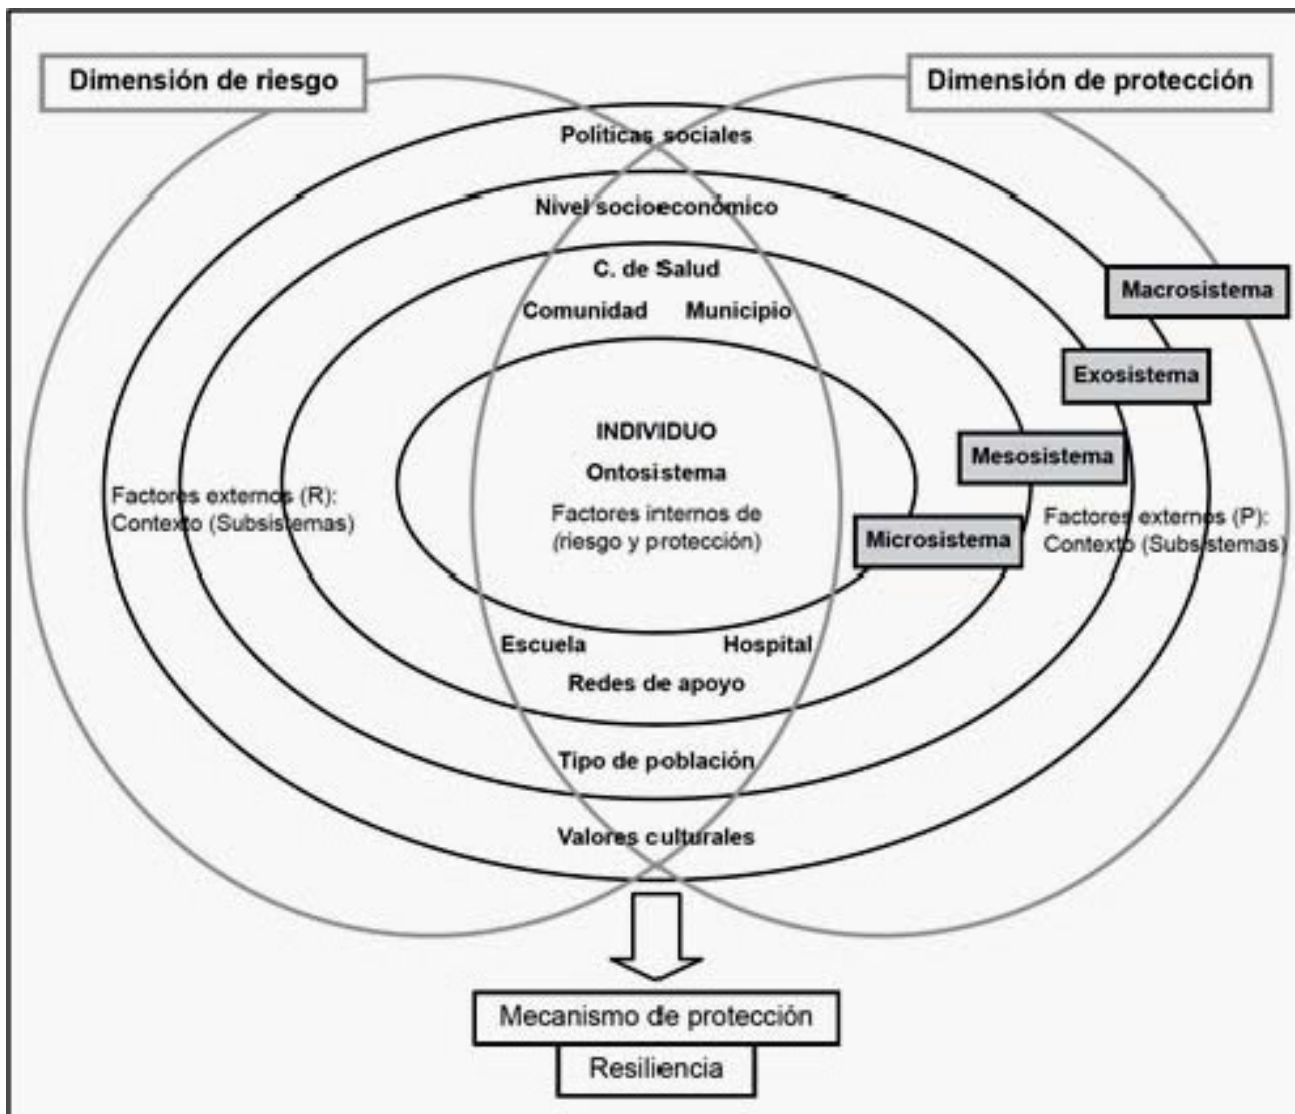 Dimensión de riesgo
Dimensión de protección
Políticas sociales
Nivel socioeconómico
C. de Salud
Comunidad Municipio
Macrosistema
Exosistema
Mesosistema
Microsistema
INDIVIDUO
Ontosistema
Factores internos de
(riesgo y protección)
Factores externos (R):
Contexto (Subsistemas)
Factores externos (P):
Contexto (Subsistemas)
Escuela Hospital
Redes de apoyo
Tipo de población
Valores culturales
Mecanismo de protección
Resiliencia